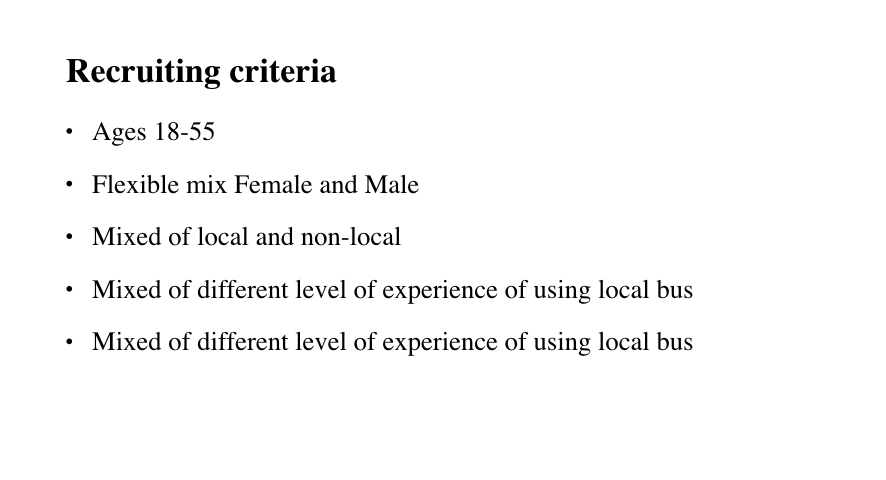 Recruiting criteria
• Ages 18-55
• Flexible mix Female and Male
• Mixed of local and non-local
• Mixed of different level of experience of using local bus
• Mixed of different level of experience of using local bus